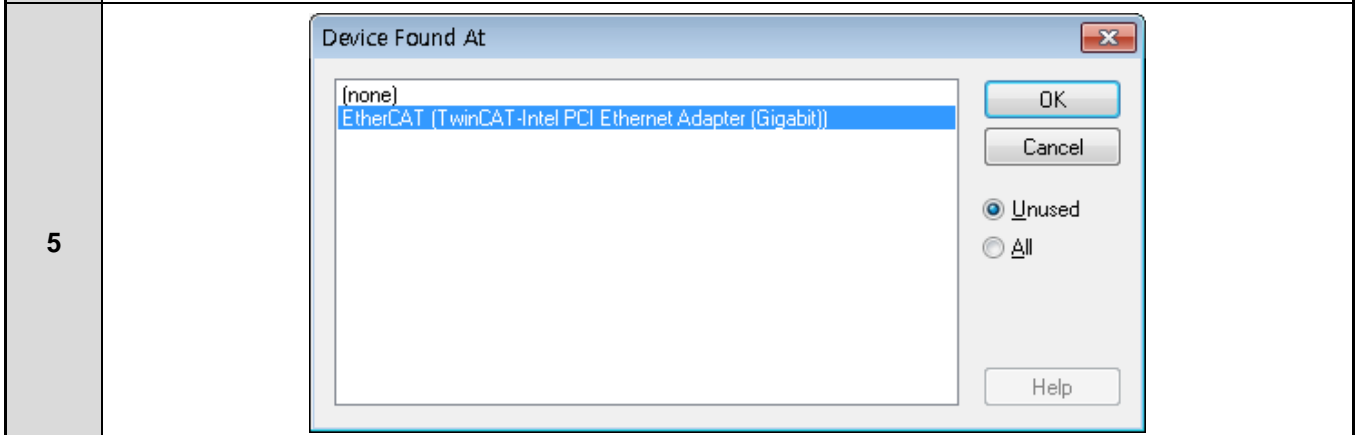 5
Device Found At
(none)
EtherCAT (TwinCAT-Intel PCI Ethernet Adapter (Gigabit))
OK
Cancel
Unused
All
Help